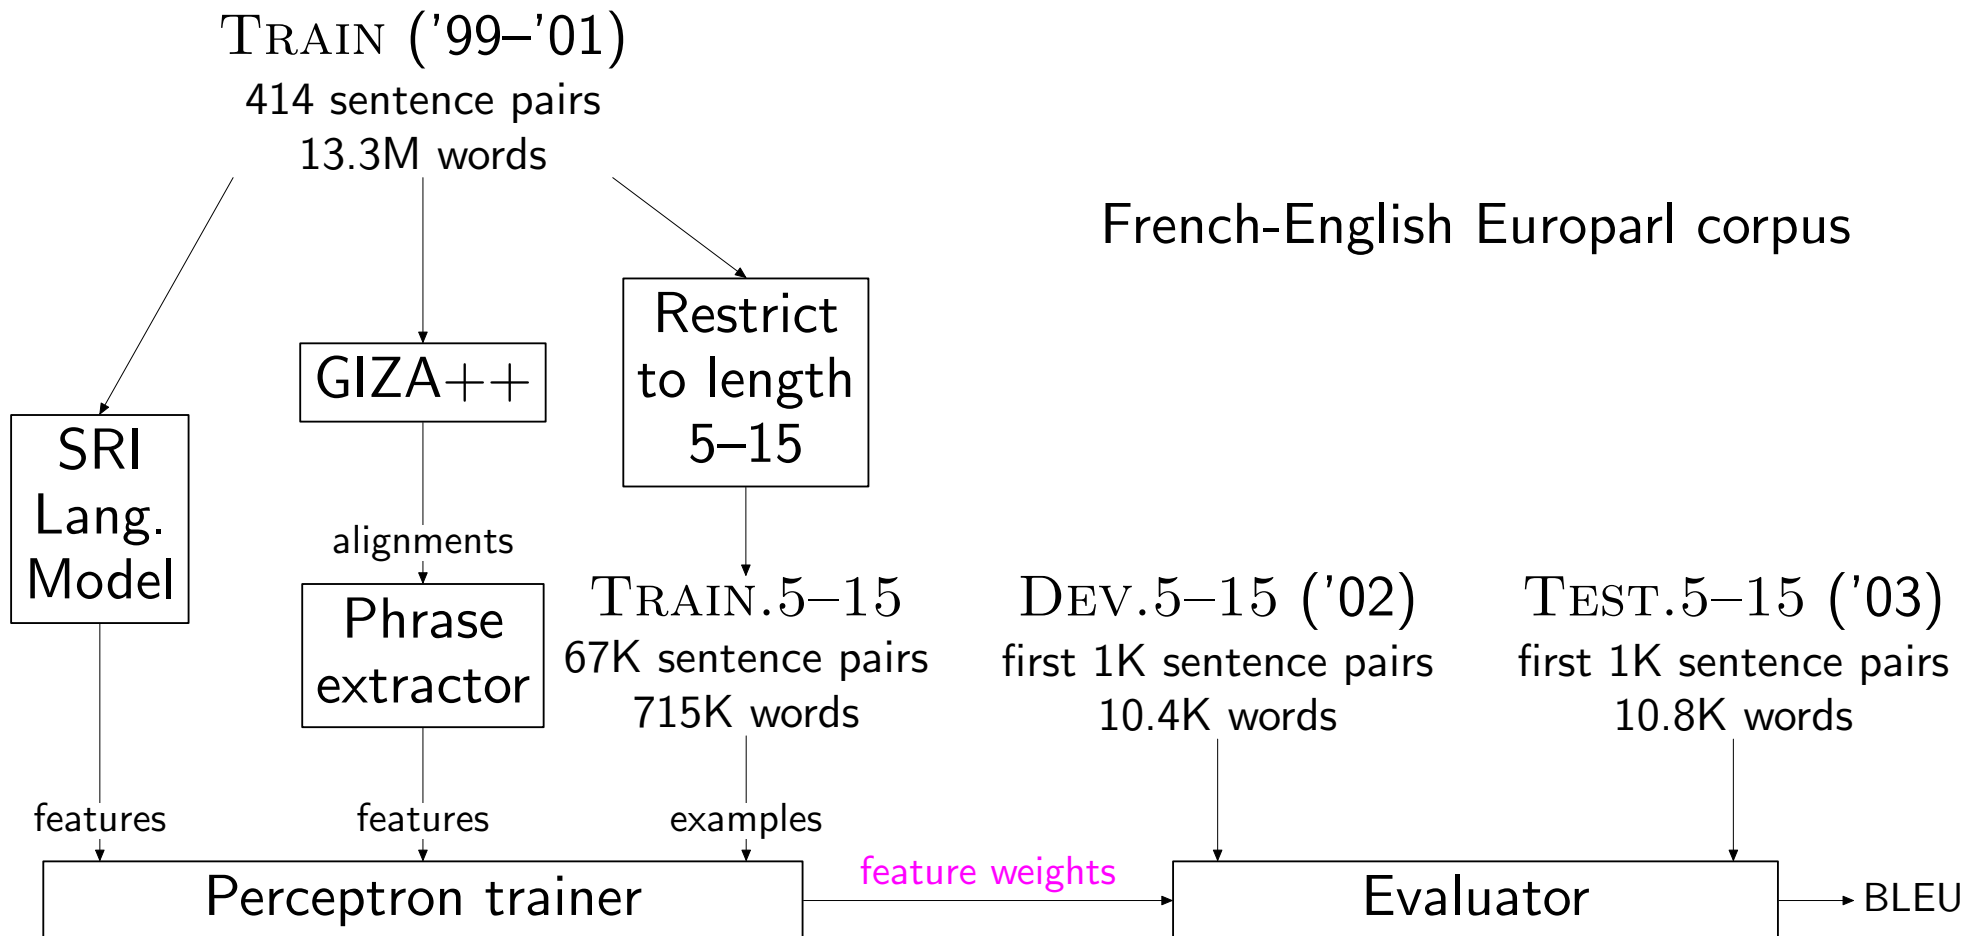 TRAIN ('99–'01)
414 sentence pairs
13.3M words
French-English Europarl corpus
Restrict
to length
5–15
GIZA++
SRI
Lang.
Model
alignments
Phrase
extractor
TRAIN.5–15
67K sentence pairs
715K words
DEV.5–15 ('02)
first 1K sentence pairs
10.4K words
TEST.5–15 ('03)
first 1K sentence pairs
10.8K words
features
features
examples
Perceptron trainer
feature weights
Evaluator
BLEU